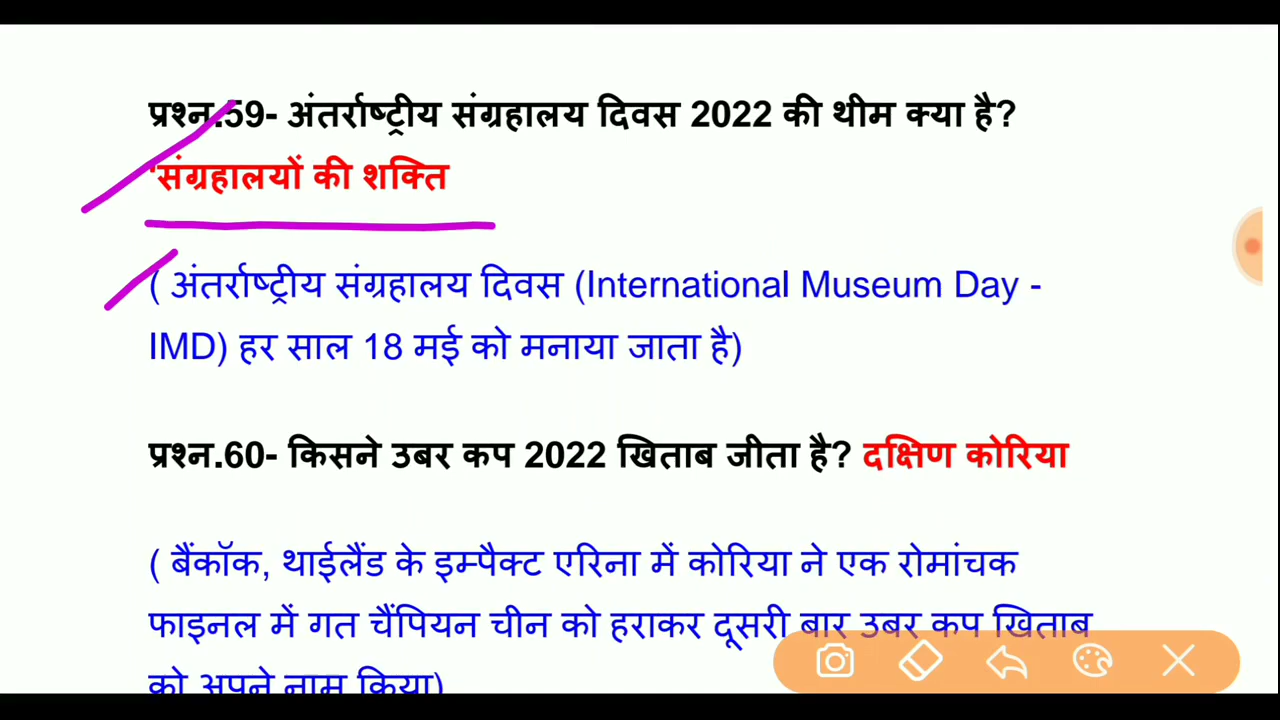 प्रश्न.59- अंतर्राष्ट्रीय संग्रहालय दिवस 2022 की थीम क्या है?
'संग्रहालयों की शक्ति
( अंतर्राष्ट्रीय संग्रहालय दिवस (International Museum Day -
IMD) हर साल 18 मई को मनाया जाता है)
प्रश्न.60- किसने उबर कप 2022 खिताब जीता है? दक्षिण कोरिया
( बैंकॉक, थाईलैंड के इम्पैक्ट एरिना में कोरिया ने एक रोमांचक
फाइनल में गत चैंपियन चीन को हराकर दूसरी बार उबर कप खिताब
को अपने नाम किया)